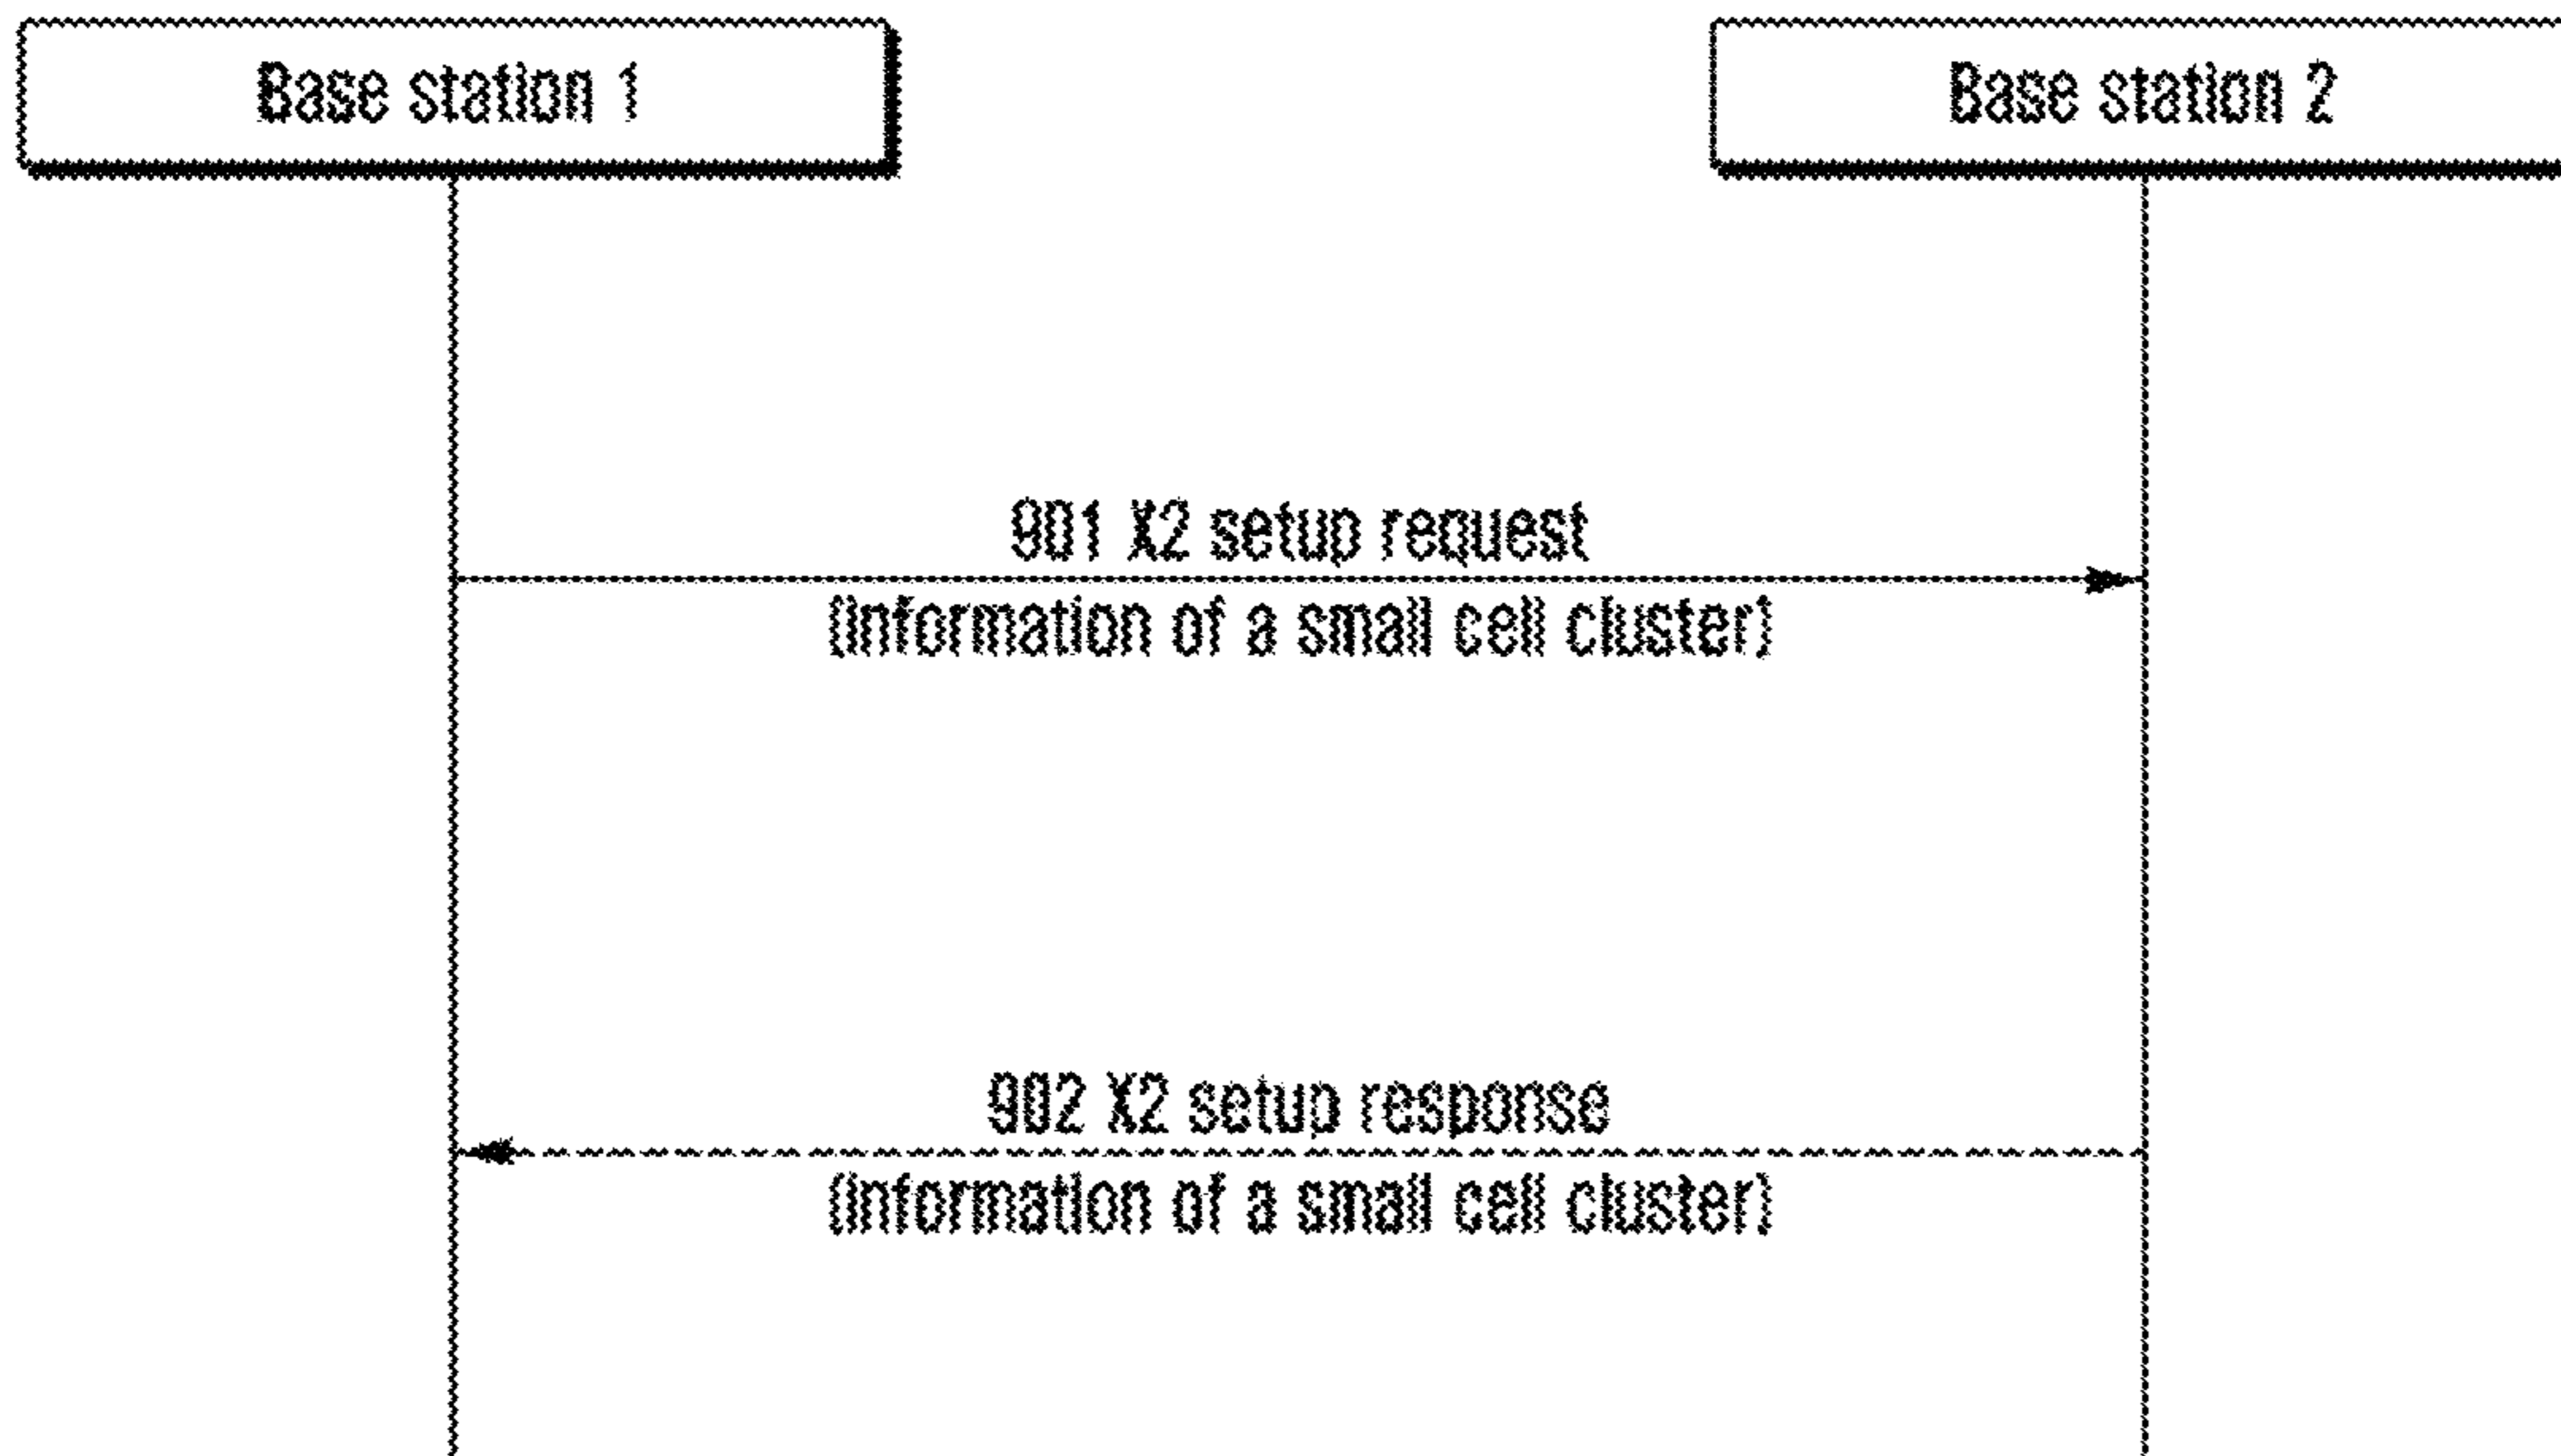 Base station 1
Base station 2
901 X2 setup request
(information of a small cell cluster)
902 X2 setup response
(information of a small cell cluster)